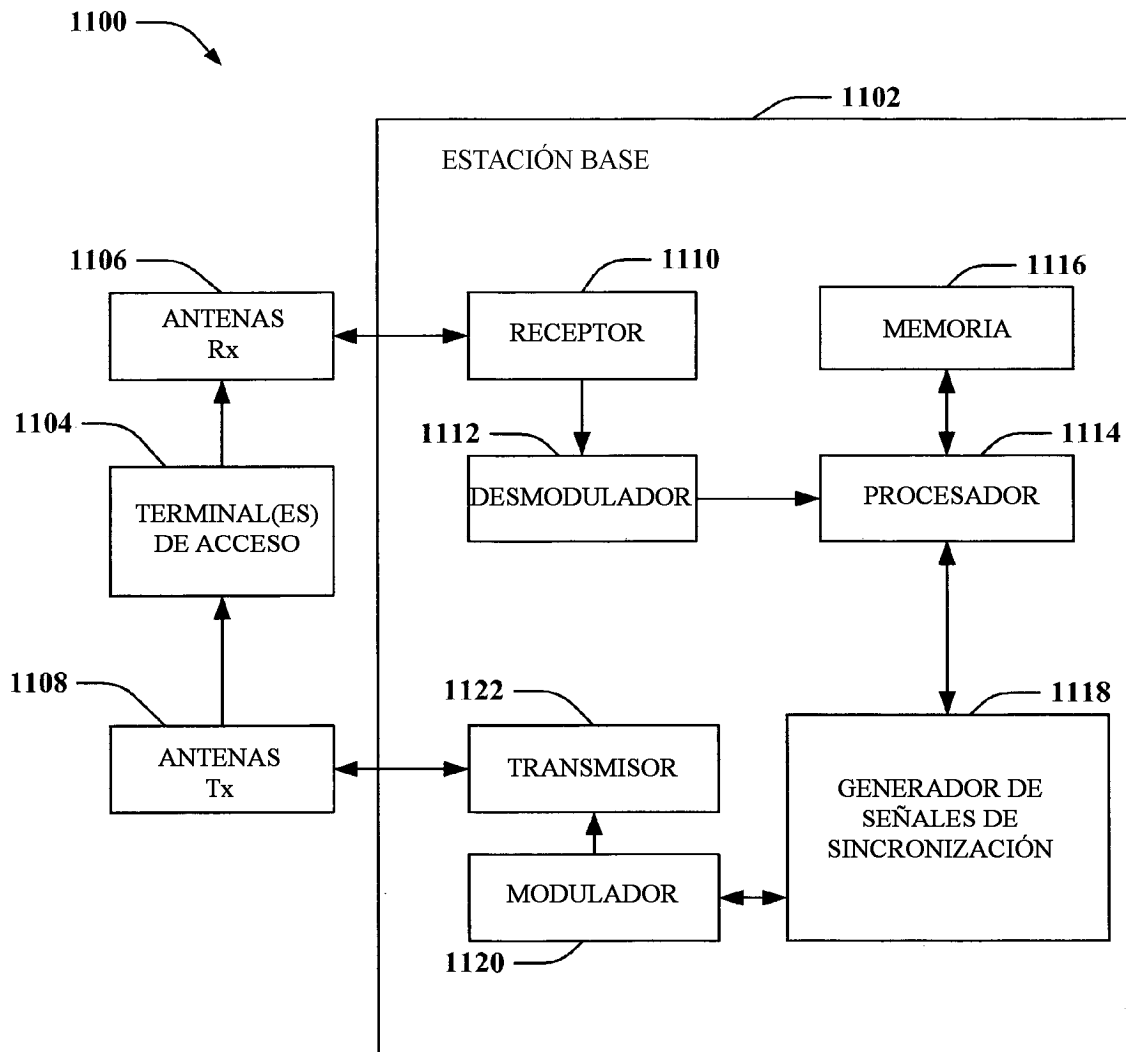 1100
1102
ESTACIÓN BASE
1106
1110
1116
ANTENAS
Rx
RECEPTOR
MEMORIA
1104
1112
1114
TERMINAL(ES)
DE ACCESO
DESMODULADOR
PROCESADOR
1108
1122
1118
ANTENAS
Tx
TRANSMISOR
GENERADOR DE
SEÑALES DE
SINCRONIZACIÓN
MODULADOR
1120